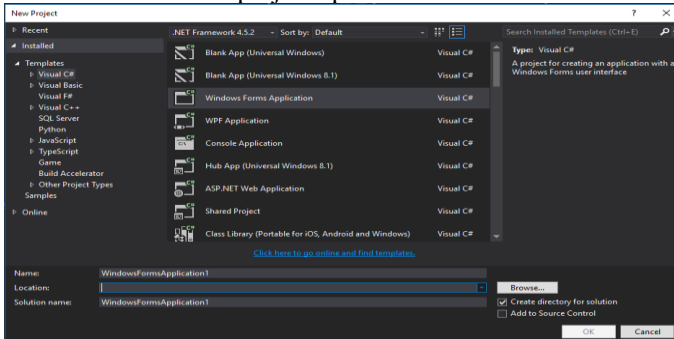 New Project
? ×
Recent
.NET Framework 4.5.2
Sort by: Default
Search Installed Templates (Ctrl+E)
Installed
Templates
Visual C#
Visual Basic
Visual F#
Visual C++
SQL Server
Python
JavaScript
TypeScript
Game
Build Accelerator
Other Project Types
Samples
Online
Blank App (Universal Windows) Visual C#
Blank App (Universal Windows 8.1) Visual C#
Windows Forms Application Visual C#
WPF Application Visual C#
Console Application Visual C#
Hub App (Universal Windows 8.1) Visual C#
ASP.NET Web Application Visual C#
Shared Project Visual C#
Class Library (Portable for iOS, Android and Windows) Visual C#
Click here to go online and find templates.
Type: Visual C#
A project for creating an application with a
Windows Forms user interface
Name: WindowsFormsApplication1
Location:
Browse...
Solution name: WindowsFormsApplication1
Create directory for solution
Add to Source Control
OK Cancel